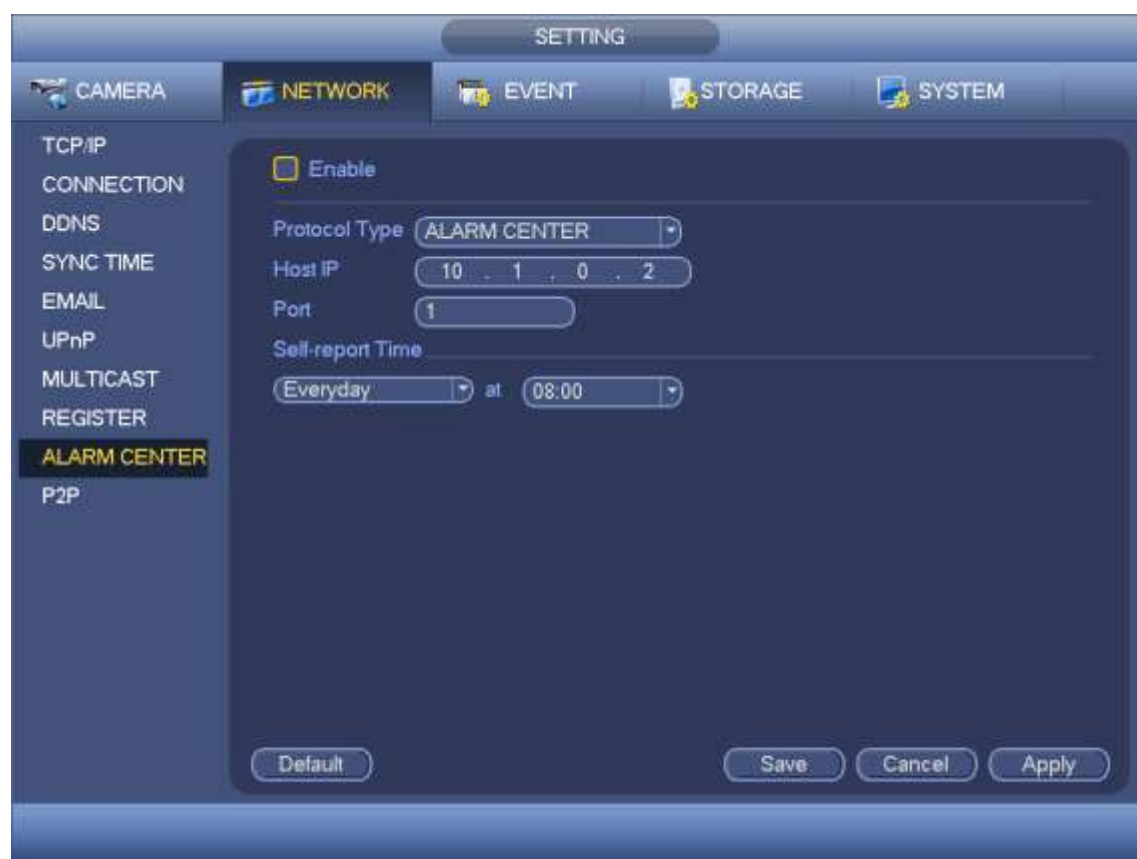 SETTING
CAMERA NETWORK EVENT STORAGE SYSTEM
TCP/IP
CONNECTION
DDNS
SYNC TIME
EMAIL
UPnP
MULTICAST
REGISTER
ALARM CENTER
P2P
Enable
Protocol Type ALARM CENTER
Host IP 10 . 1 . 0 . 2
Port 1
Self-report Time
Everyday at 08:00
Default Save Cancel Apply